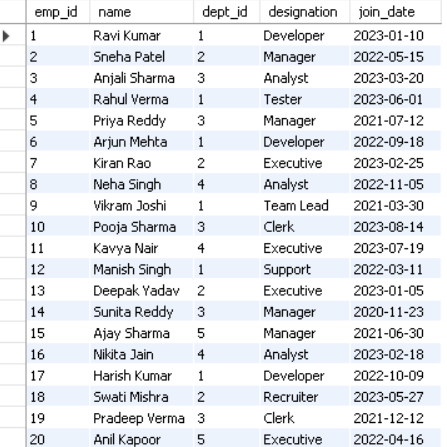 emp_id name dept_id designation join_date
1 Ravi Kumar 1 Developer 2023-01-10
2 Sneha Patel 2 Manager 2022-05-15
3 Anjali Sharma 3 Analyst 2023-03-20
4 Rahul Verma 1 Tester 2023-06-01
5 Priya Reddy 3 Manager 2021-07-12
6 Arjun Mehta 1 Developer 2022-09-18
7 Kiran Rao 2 Executive 2023-02-25
8 Neha Singh 4 Analyst 2022-11-05
9 Vikram Joshi 1 Team Lead 2021-03-30
10 Pooja Sharma 3 Clerk 2023-08-14
11 Kavya Nair 4 Executive 2023-07-19
12 Manish Singh 1 Support 2022-03-11
13 Deepak Yadav 2 Executive 2023-01-05
14 Sunita Reddy 3 Manager 2020-11-23
15 Ajay Sharma 5 Manager 2021-06-30
16 Nikita Jain 4 Analyst 2023-02-18
17 Harish Kumar 1 Developer 2022-10-09
18 Swati Mishra 2 Recruiter 2023-05-27
19 Pradeep Verma 3 Clerk 2021-12-12
20 Anil Kapoor 5 Executive 2022-04-16